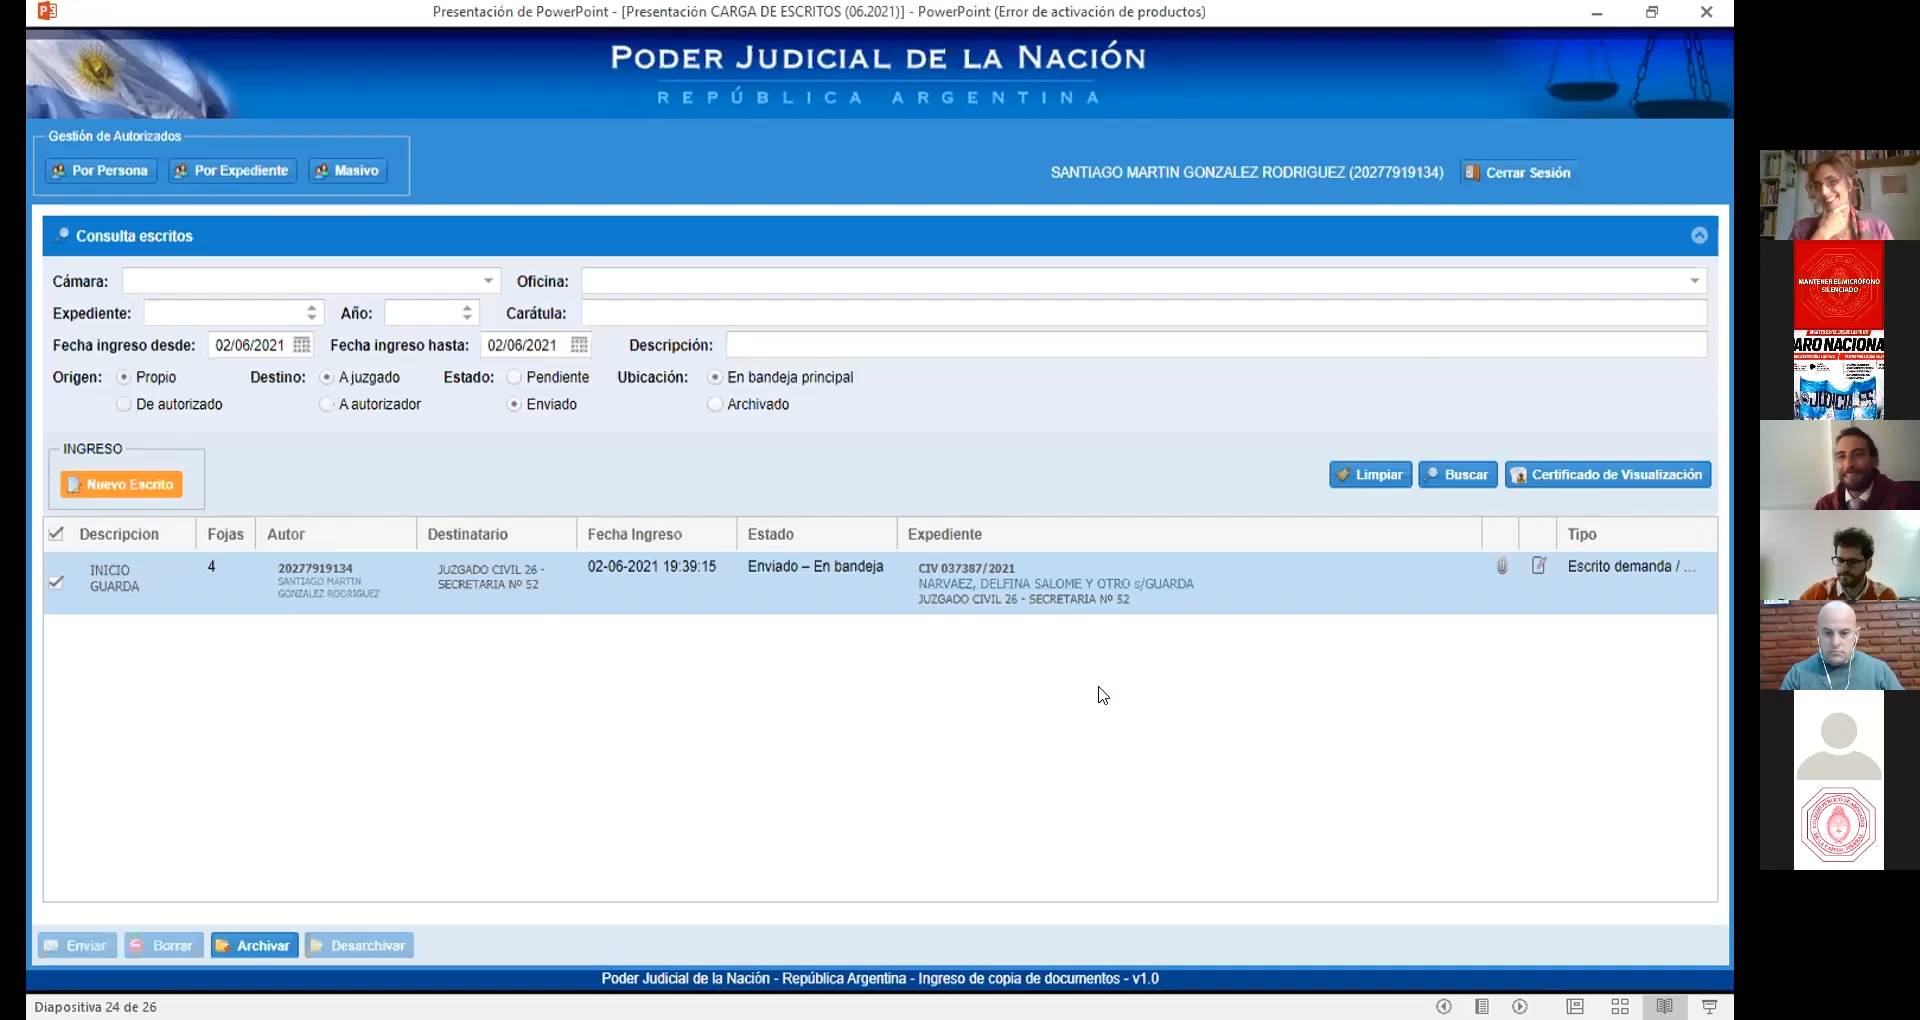 Presentación de PowerPoint - [Presentación CARGA DE ESCRITOS (06.2021)] - PowerPoint (Error de activación de productos)
PODER JUDICIAL DE LA NACIÓN
REPÚBLICA ARGENTINA
Gestión de Autorizados
Por Persona
Por Expediente
Masivo
SANTIAGO MARTIN GONZALEZ RODRIGUEZ (20277919134)
Cerrar Sesión
Consulta escritos
Cámara:
Oficina:
Expediente:
Año:
Carátula:
Fecha ingreso desde: 02/06/2021
Fecha ingreso hasta: 02/06/2021
Descripción:
Origen: Propio
Destino: A juzgado
Estado: Pendiente
Ubicación: En bandeja principal
De autorizado
A autorizador
Enviado
Archivado
INGRESO
Nuevo Escrito
Limpiar
Buscar
Certificado de Visualización
Descripcion
Fojas
Autor
Destinatario
Fecha Ingreso
Estado
Expediente
Tipo
INICIO
GUARDA
4
20277919134
SANTIAGO MARTIN
GONZALEZ RODRIGUEZ
JUZGADO CIVIL 26 -
SECRETARIA Nº 52
02-06-2021 19:39:15
Enviado – En bandeja
CIV 037387/2021
NARVAEZ, DELFINA SALOME Y OTRO s/GUARDA
JUZGADO CIVIL 26 - SECRETARIA Nº 52
Escrito demanda / ...
Enviar
Borrar
Archivar
Desarchivar
Poder Judicial de la Nación - República Argentina - Ingreso de copia de documentos - v1.0
Diapositiva 24 de 26
MANTENER EL MICRÓFONO
SILENCIADO
ARO NACIONA
JUDICIALES